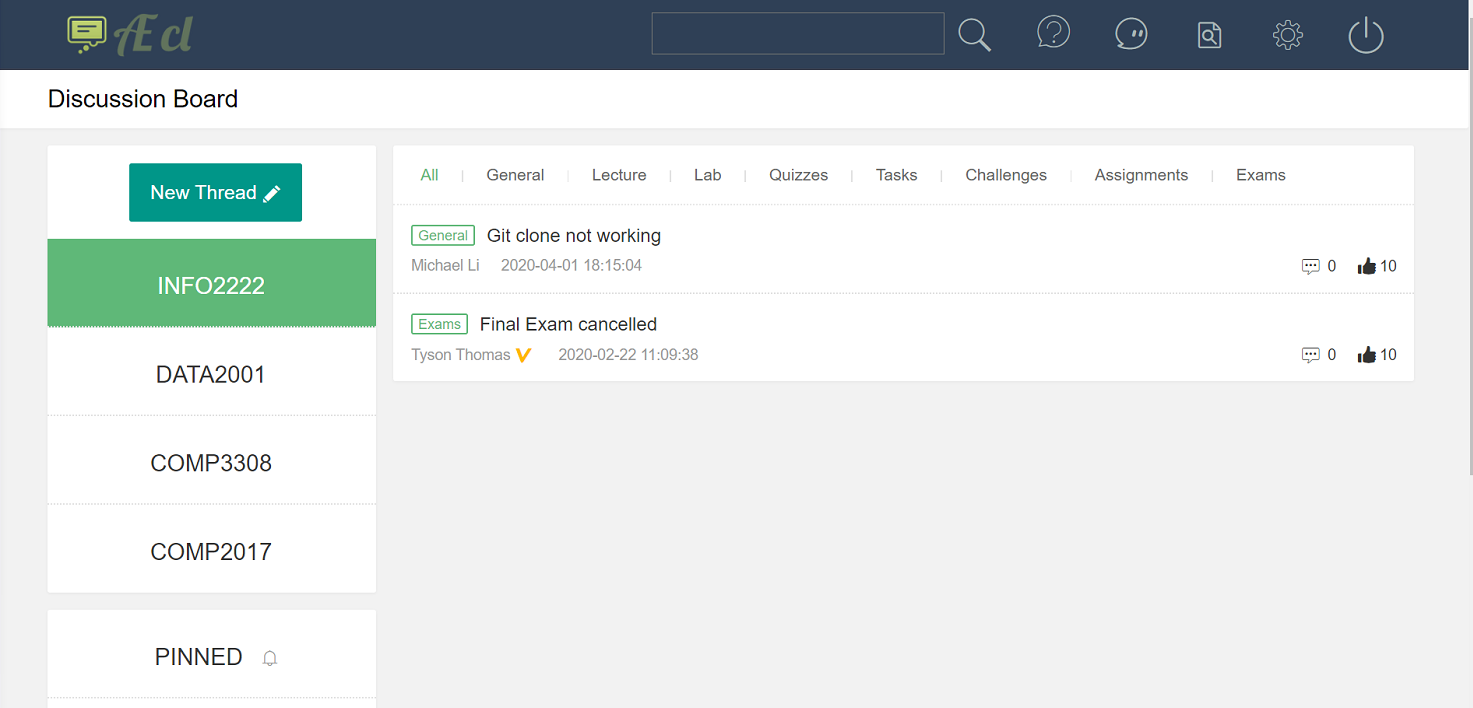 Æcl
Discussion Board
New Thread
INFO2222
DATA2001
COMP3308
COMP2017
PINNED
All | General | Lecture | Lab | Quizzes | Tasks | Challenges | Assignments | Exams
General Git clone not working
Michael Li 2020-04-01 18:15:04 0 10
Exams Final Exam cancelled
Tyson Thomas 2020-02-22 11:09:38 0 10